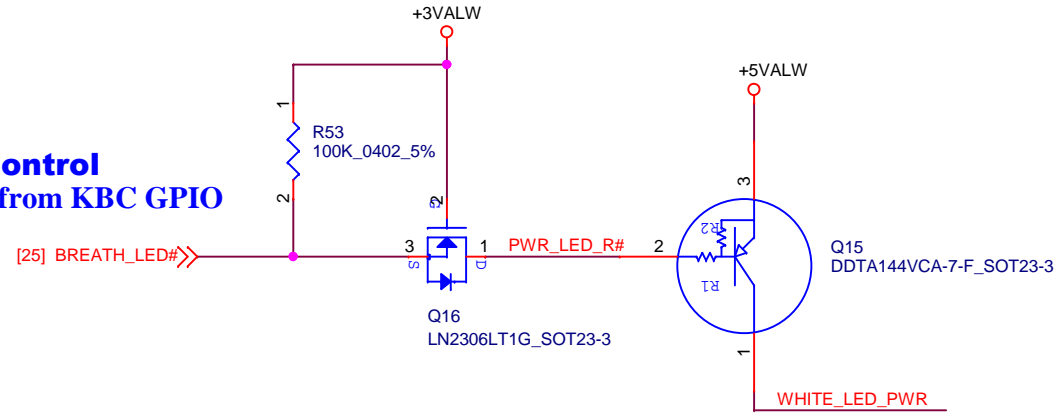 +3VALW
+5VALW
1
R53
100K_0402_5%
ontrol
from KBC GPIO
2
G
2
3
R2
[25] BREATH_LED#
3
S
1
D
PWR_LED_R#
2
R1
Q15
DDTA144VCA-7-F_SOT23-3
Q16
LN2306LT1G_SOT23-3
1
WHITE_LED_PWR